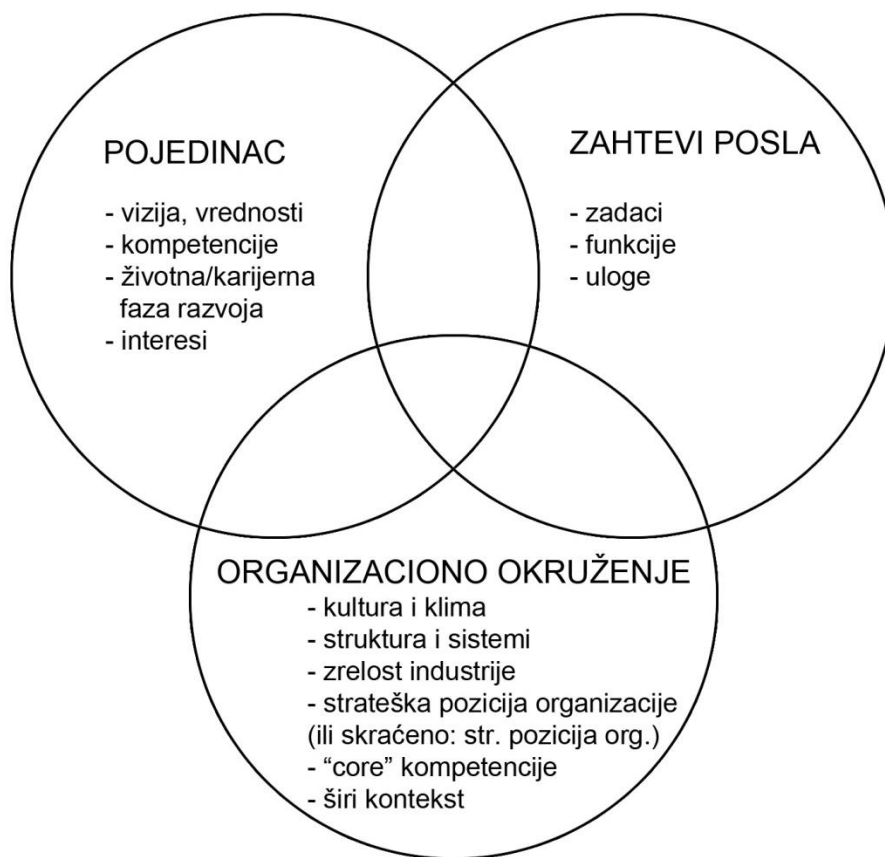 POJEDINAC
- vizija, vrednosti
- kompetencije
- životna/karijerna
faza razvoja
- interesi
ZAHTEVI POSLA
- zadaci
- funkcije
- uloge
ORGANIZACIONO OKRUŽENJE
- kultura i klima
- struktura i sistemi
- zrelost industrije
- strateška pozicija organizacije
(ili skraćeno: str. pozicija org.)
- “core” kompetencije
- širi kontekst